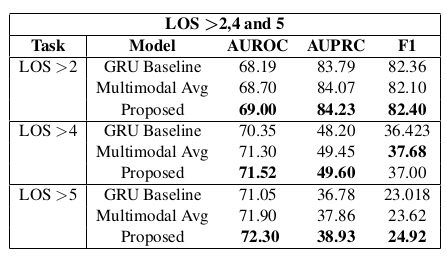 LOS >2,4 and 5
Task Model AUROC AUPRC F1
LOS >2 GRU Baseline 68.19 83.79 82.36
Multimodal Avg 68.70 84.07 82.10
Proposed 69.00 84.23 82.40
LOS >4 GRU Baseline 70.35 48.20 36.423
Multimodal Avg 71.30 49.45 37.68
Proposed 71.52 49.60 37.00
LOS >5 GRU Baseline 71.05 36.78 23.018
Multimodal Avg 71.90 37.86 23.62
Proposed 72.30 38.93 24.92